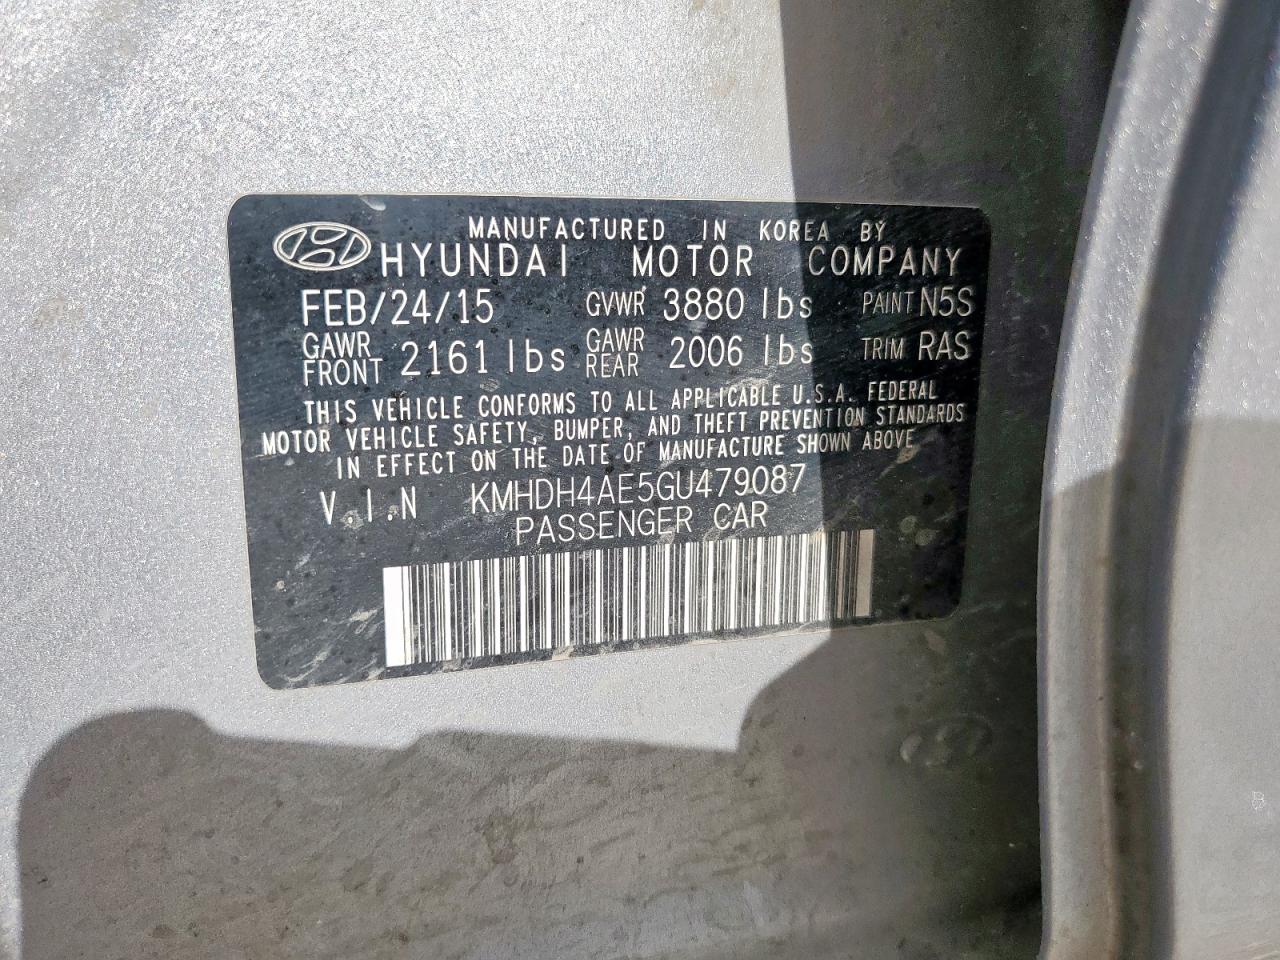 MANUFACTURED IN KOREA BY
HYUNDAI MOTOR COMPANY
FEB/24/15 GVWR 3880 lbs PAINT N5S
GAWR FRONT 2161 lbs GAWR REAR 2006 lbs TRIM RAS
THIS VEHICLE CONFORMS TO ALL APPLICABLE U.S.A. FEDERAL
MOTOR VEHICLE SAFETY, BUMPER, AND THEFT PREVENTION STANDARDS
IN EFFECT ON THE DATE OF MANUFACTURE SHOWN ABOVE
V.I.N KMHDH4AE5GU479087
PASSENGER CAR